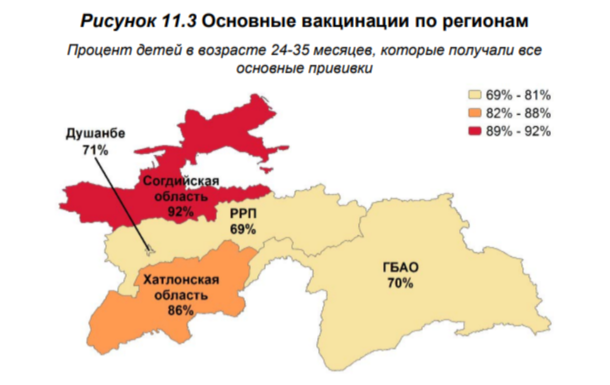 Рисунок 11.3 Основные вакцинации по регионам
Процент детей в возрасте 24-35 месяцев, которые получали все
основные прививки
69% - 81%
82% - 88%
89% - 92%
Душанбе
71%
Согдийская
область
92%
РРП
69%
ГБАО
70%
Хатлонская
область
86%